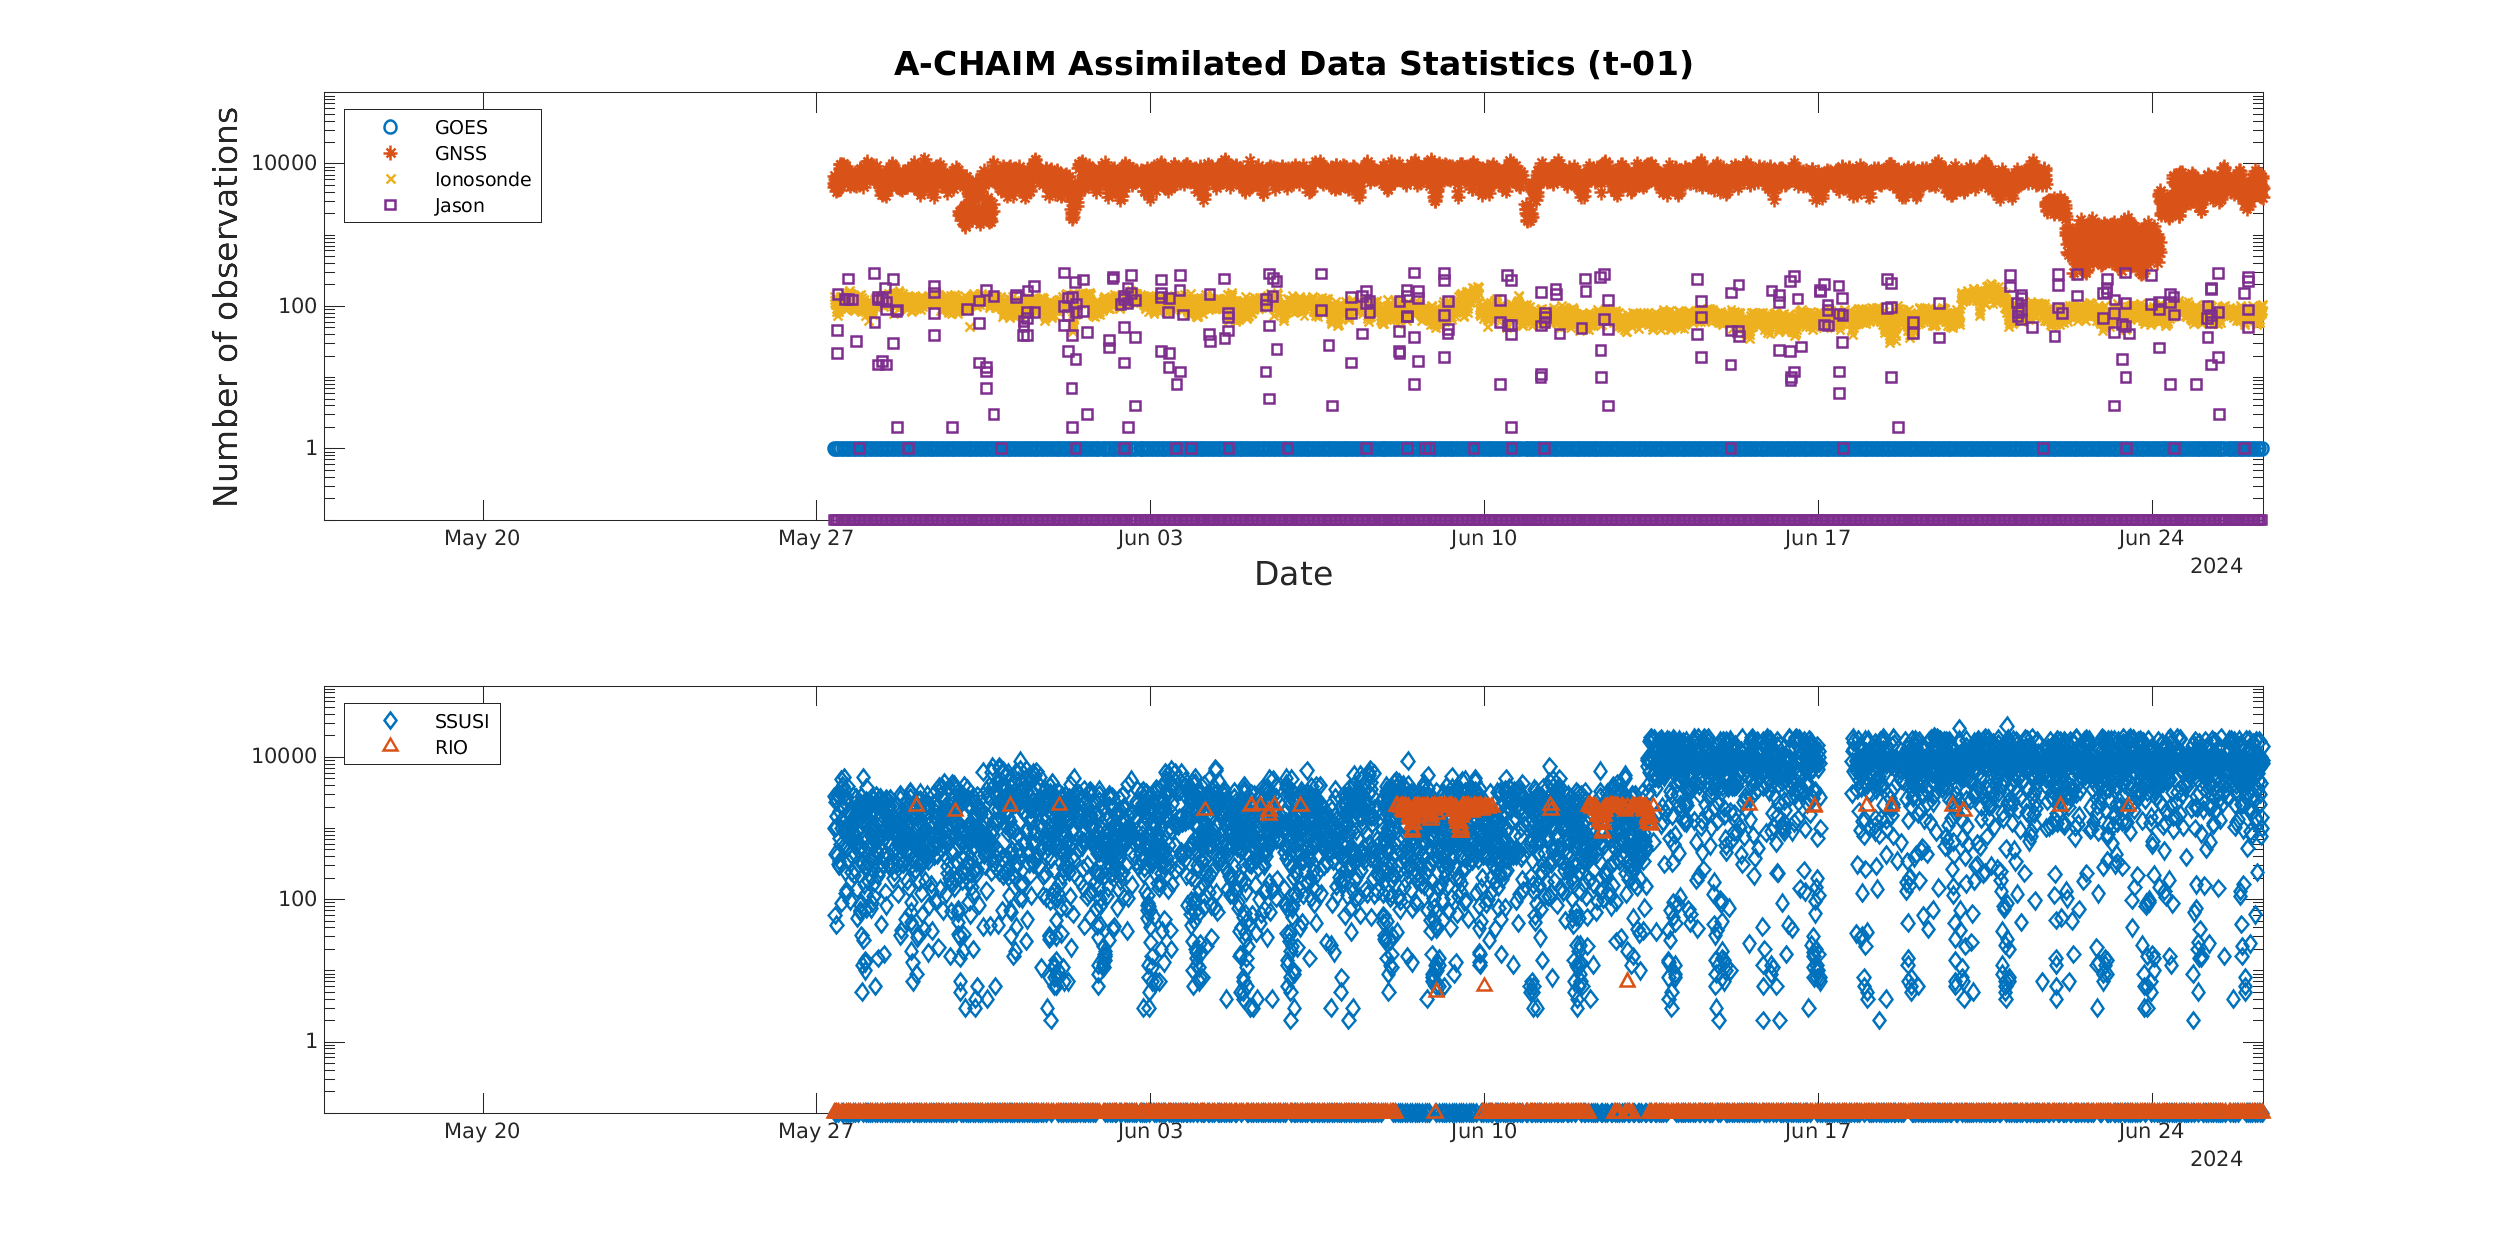 A-CHAIM Assimilated Data Statistics (t-01)
Number of observations
10000
100
1
GOES
GNSS
Ionosonde
Jason
May 20
May 27
Jun 03
Jun 10
Jun 17
Jun 24
2024
Date
10000
100
1
SSUSI
RIO
May 20
May 27
Jun 03
Jun 10
Jun 17
Jun 24
2024